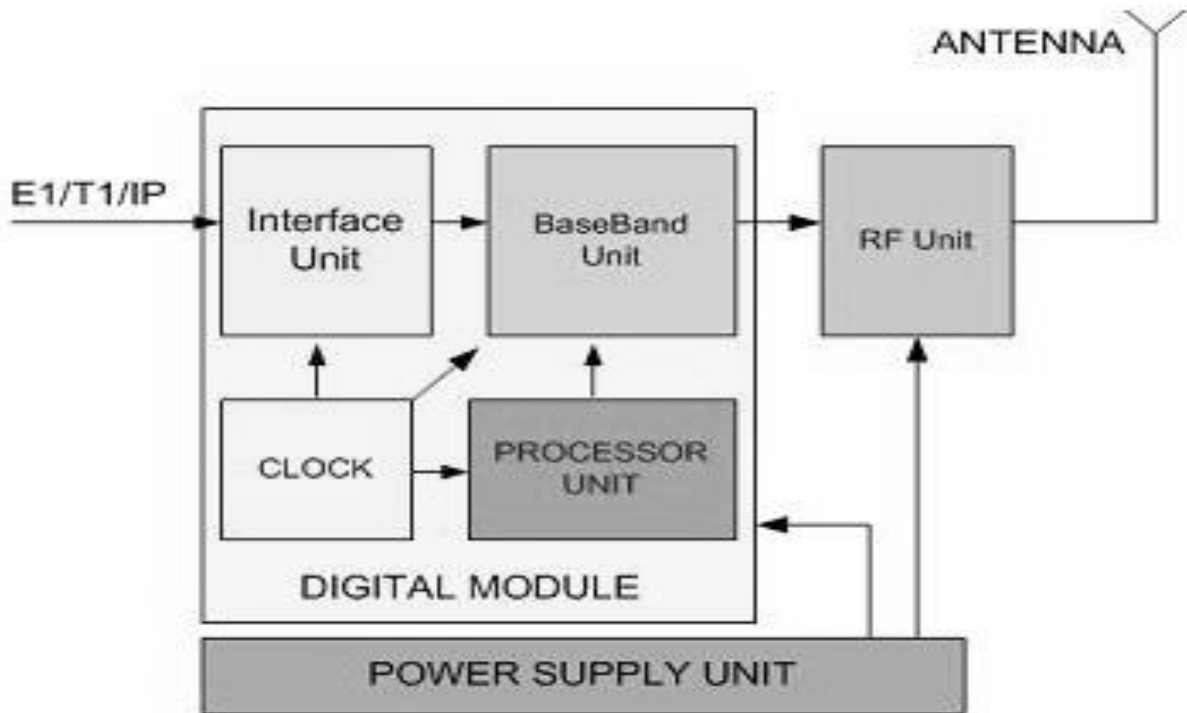 ANTENNA
E1/T1/IP
Interface
Unit
BaseBand
Unit
RF Unit
CLOCK
PROCESSOR
UNIT
DIGITAL MODULE
POWER SUPPLY UNIT